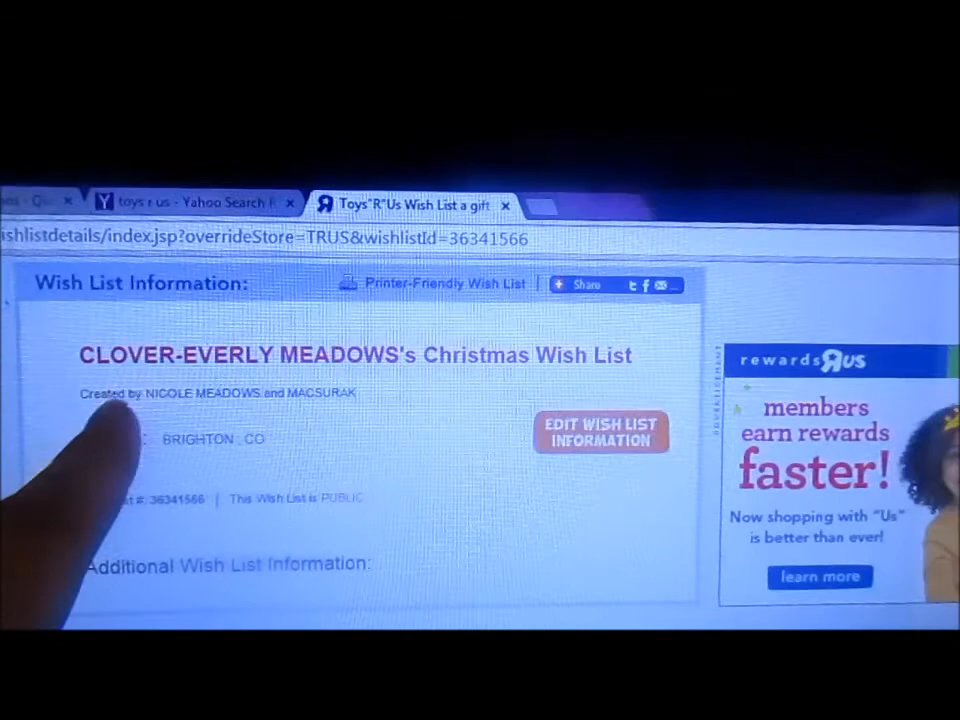 toys r us - Yahoo Search
Toys"R"Us Wish List a gift
ishlistdetails/index.jsp?overrideStore=TRUS&wishlistId=36341566
Wish List Information:
Printer-Friendly Wish List | Share
CLOVER-EVERLY MEADOWS's Christmas Wish List
Created by NICOLE MEADOWS and MACSURAK
: BRIGHTON , CO
EDIT WISH LIST
INFORMATION
#: 36341566 | This Wish List is PUBLIC
Additional Wish List Information:
ADVERTISEMENT
rewards R us
members
earn rewards
faster!
Now shopping with "Us"
is better than ever!
learn more